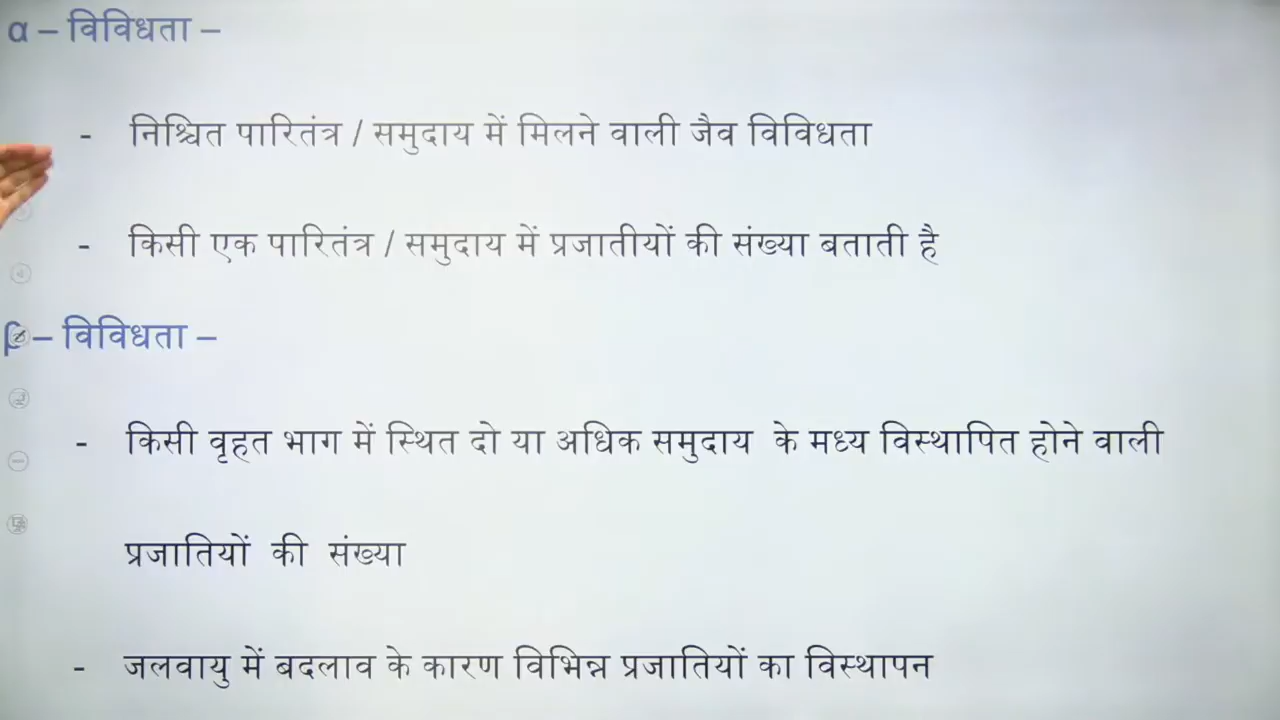 α – विविधता –
- निश्चित पारितंत्र / समुदाय में मिलने वाली जैव विविधता
- किसी एक पारितंत्र / समुदाय में प्रजातीयों की संख्या बताती है
β – विविधता –
- किसी वृहत भाग में स्थित दो या अधिक समुदाय के मध्य विस्थापित होने वाली
प्रजातियों की संख्या
- जलवायु में बदलाव के कारण विभिन्न प्रजातियों का विस्थापन